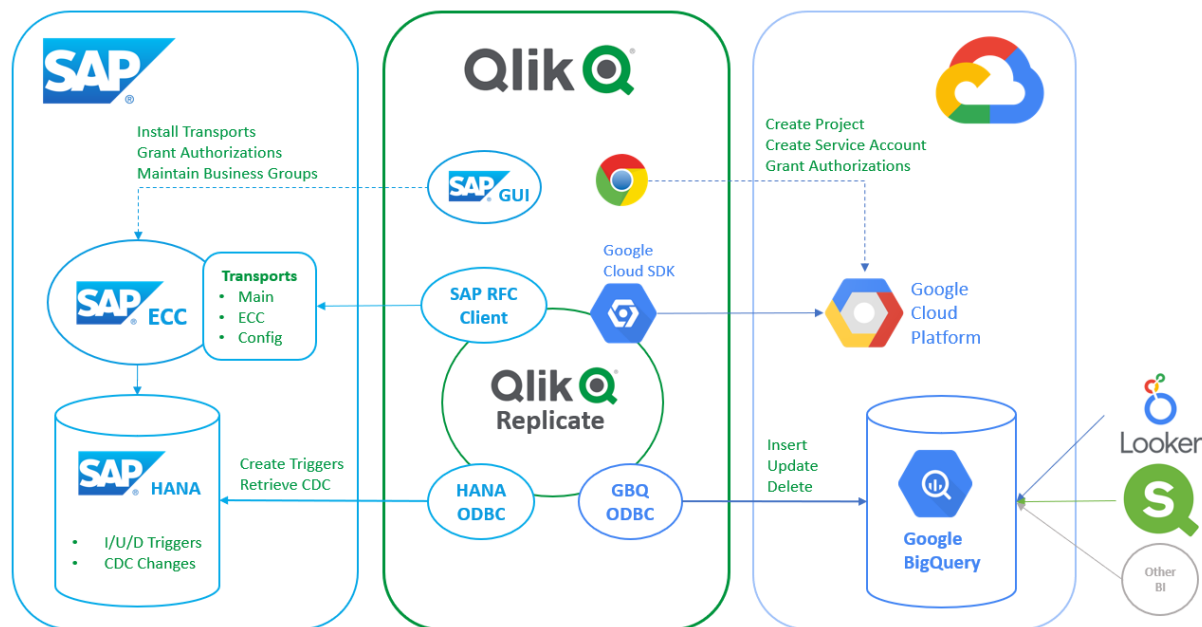 SAP
®
Install Transports
Grant Authorizations
Maintain Business Groups
SAP
®
ECC
Transports
• Main
• ECC
• Config
SAP
®
HANA
• I/U/D Triggers
• CDC Changes
Create Triggers
Retrieve CDC
Qlik
®
SAP
®
GUI
Google
Cloud SDK
SAP RFC
Client
Qlik
®
Replicate
HANA
ODBC
GBQ
ODBC
Create Project
Create Service Account
Grant Authorizations
Google
Cloud
Platform
Insert
Update
Delete
Google
BigQuery
Looker
S
Other
BI